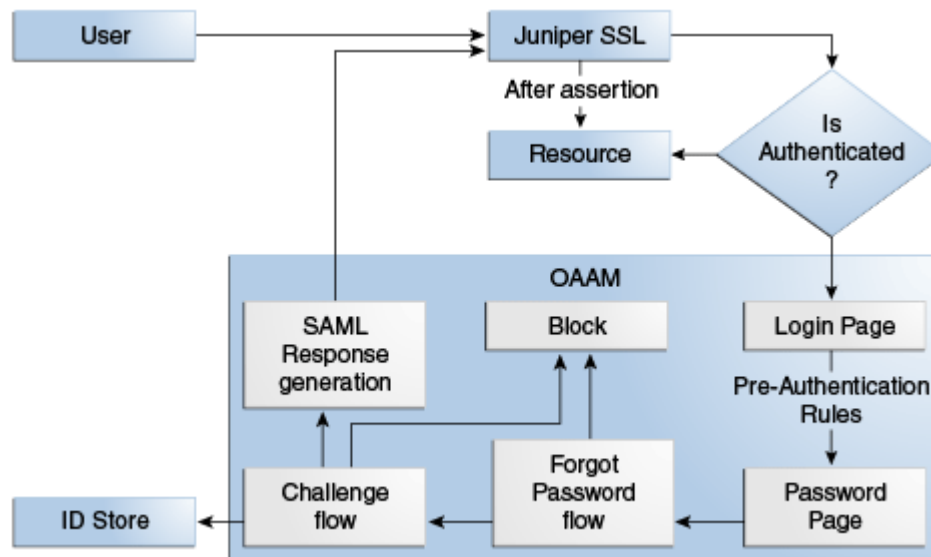 User
Juniper SSL
After assertion
Resource
Is
Authenticated
?
OAAM
SAML
Response
generation
Block
Login Page
Pre-Authentication
Rules
Challenge
flow
Forgot
Password
flow
Password
Page
ID Store